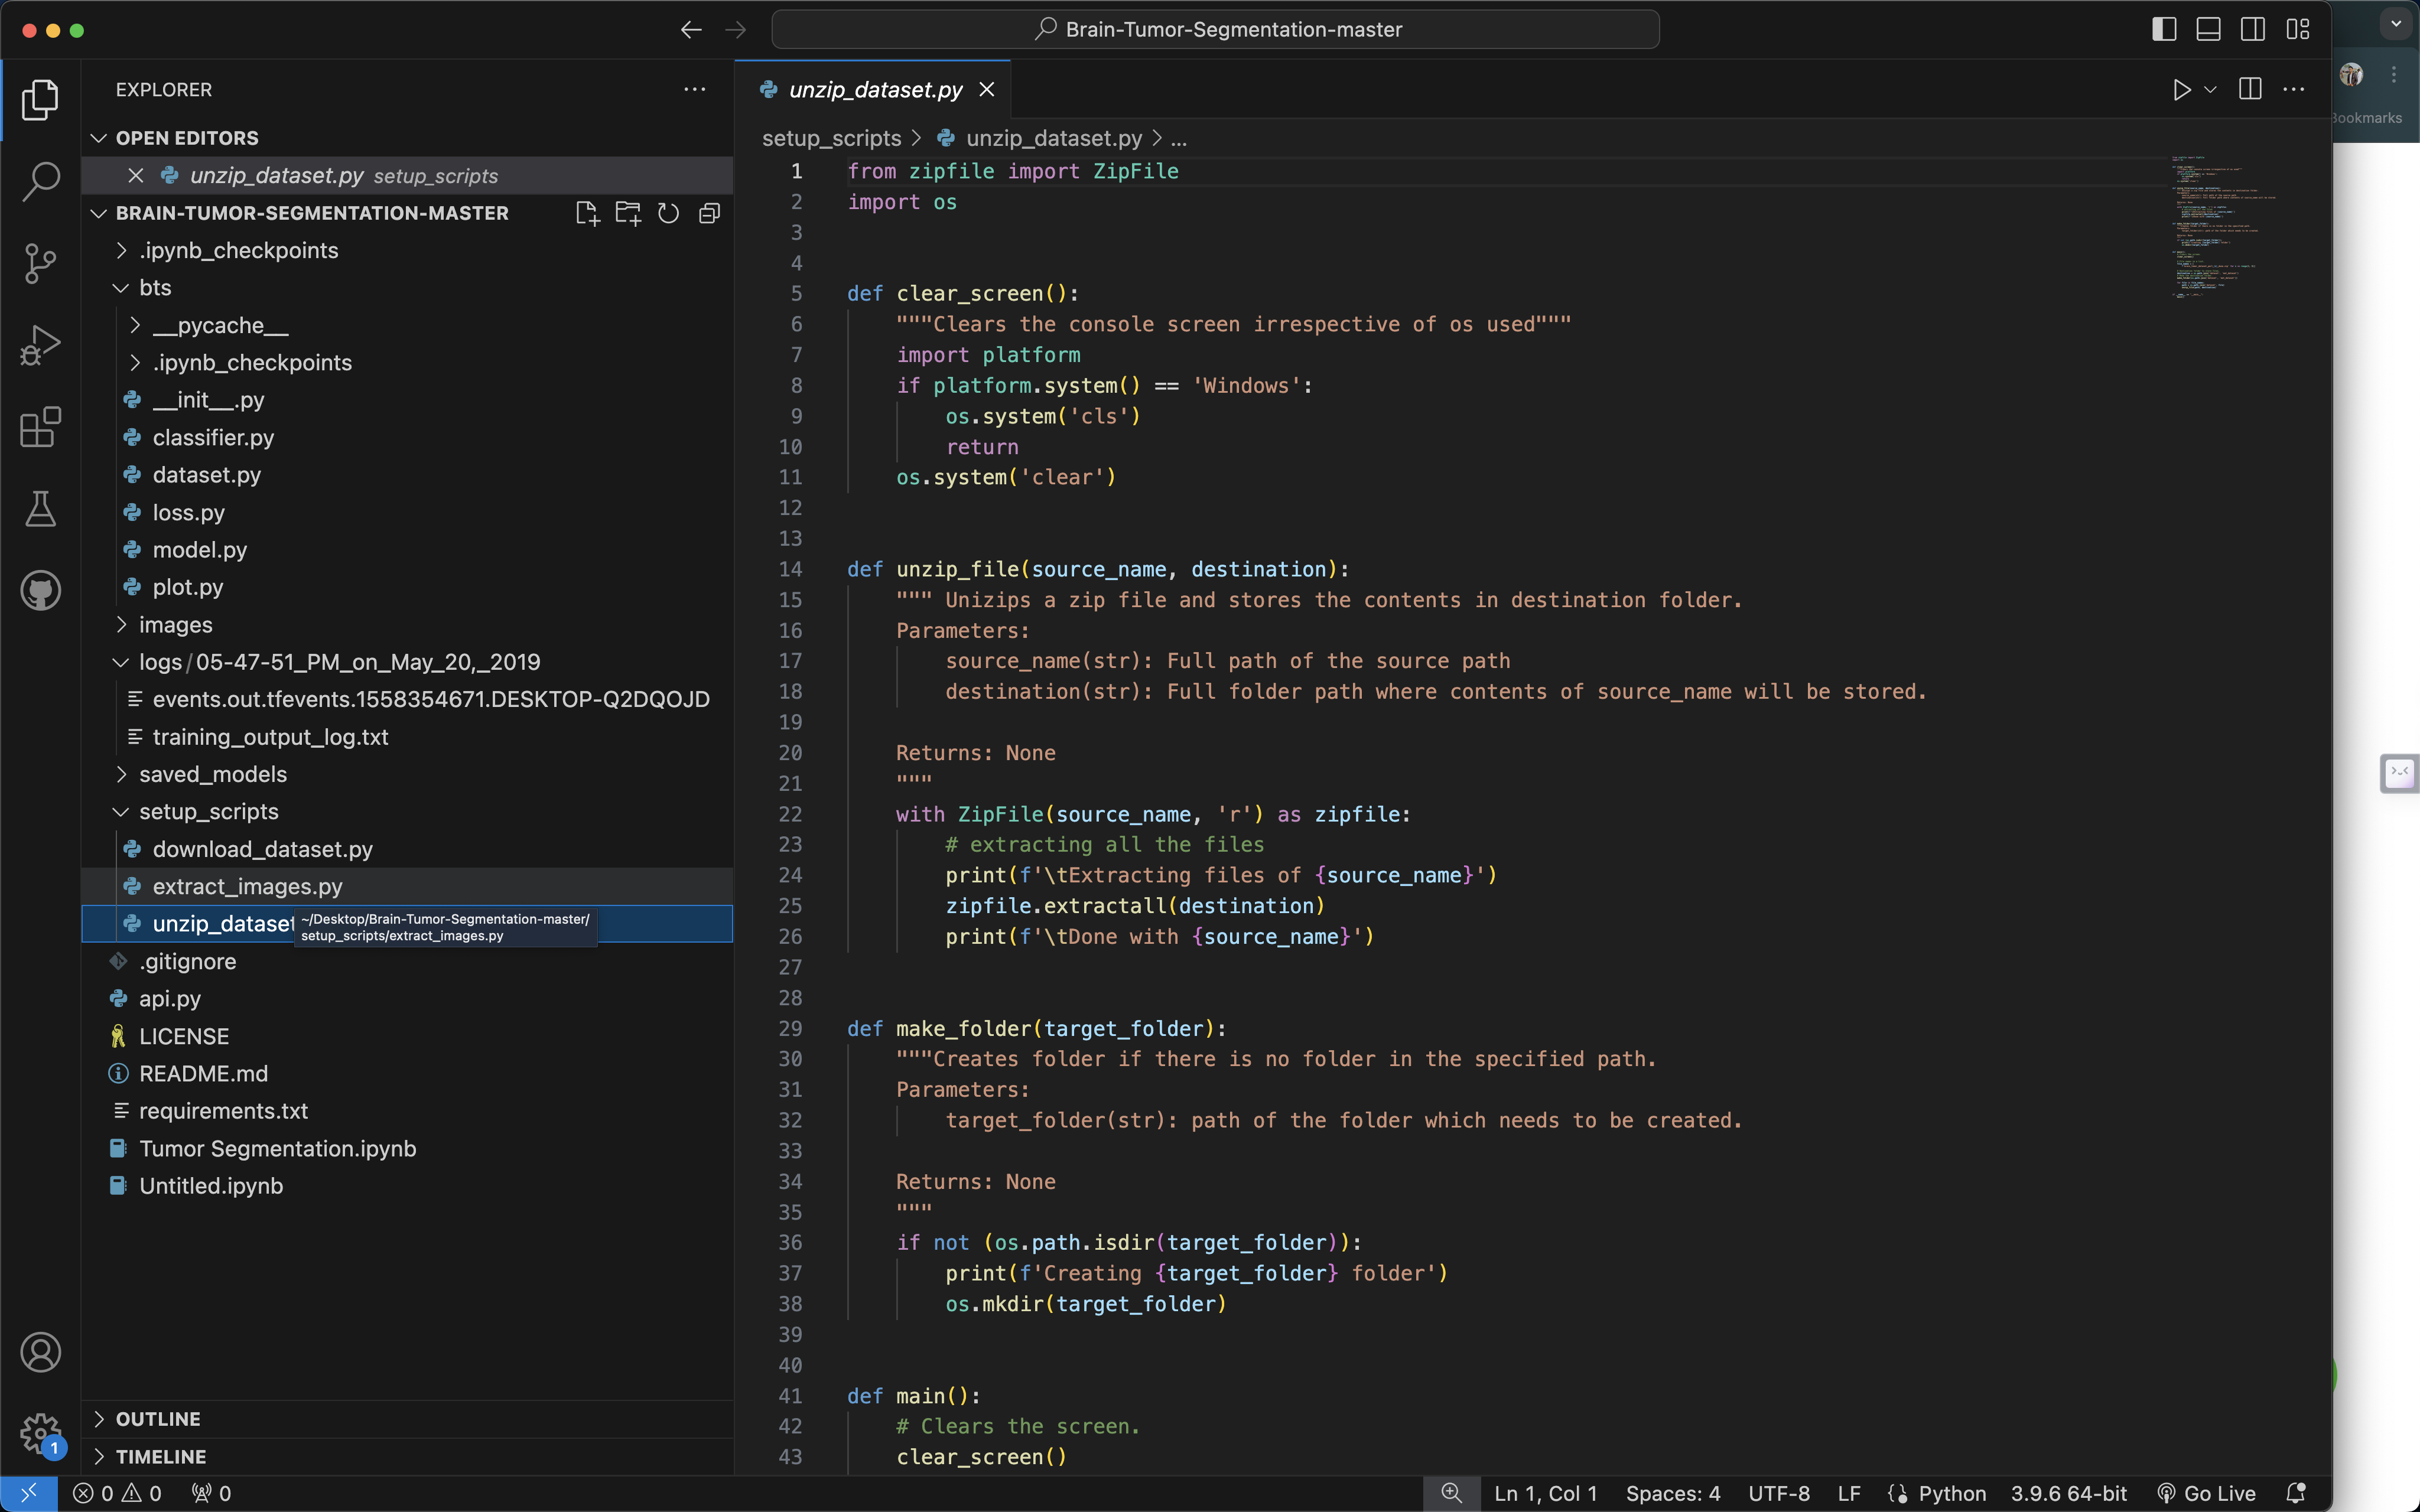 Brain-Tumor-Segmentation-master
Bookmarks
EXPLORER
OPEN EDITORS
unzip_dataset.py setup_scripts
BRAIN-TUMOR-SEGMENTATION-MASTER
.ipynb_checkpoints
bts
__pycache__
.ipynb_checkpoints
__init__.py
classifier.py
dataset.py
loss.py
model.py
plot.py
images
logs/05-47-51_PM_on_May_20,_2019
events.out.tfevents.1558354671.DESKTOP-Q2DQOJD
training_output_log.txt
saved_models
setup_scripts
download_dataset.py
extract_images.py
unzip_dataset
~/Desktop/Brain-Tumor-Segmentation-master/
setup_scripts/extract_images.py
.gitignore
api.py
LICENSE
README.md
requirements.txt
Tumor Segmentation.ipynb
Untitled.ipynb
OUTLINE
TIMELINE
1
unzip_dataset.py
setup_scripts > unzip_dataset.py > ...
1 from zipfile import ZipFile
2 import os
3
4
5 def clear_screen():
6 """Clears the console screen irrespective of os used"""
7 import platform
8 if platform.system() == 'Windows':
9 os.system('cls')
10 return
11 os.system('clear')
12
13
14 def unzip_file(source_name, destination):
15 """ Unizips a zip file and stores the contents in destination folder.
16 Parameters:
17 source_name(str): Full path of the source path
18 destination(str): Full folder path where contents of source_name will be stored.
19
20 Returns: None
21 """
22 with ZipFile(source_name, 'r') as zipfile:
23 # extracting all the files
24 print(f'\tExtracting files of {source_name}')
25 zipfile.extractall(destination)
26 print(f'\tDone with {source_name}')
27
28
29 def make_folder(target_folder):
30 """Creates folder if there is no folder in the specified path.
31 Parameters:
32 target_folder(str): path of the folder which needs to be created.
33
34 Returns: None
35 """
36 if not (os.path.isdir(target_folder)):
37 print(f'Creating {target_folder} folder')
38 os.mkdir(target_folder)
39
40
41 def main():
42 # Clears the screen.
43 clear_screen()
0 0 0 Ln 1, Col 1 Spaces: 4 UTF-8 LF Python 3.9.6 64-bit Go Live